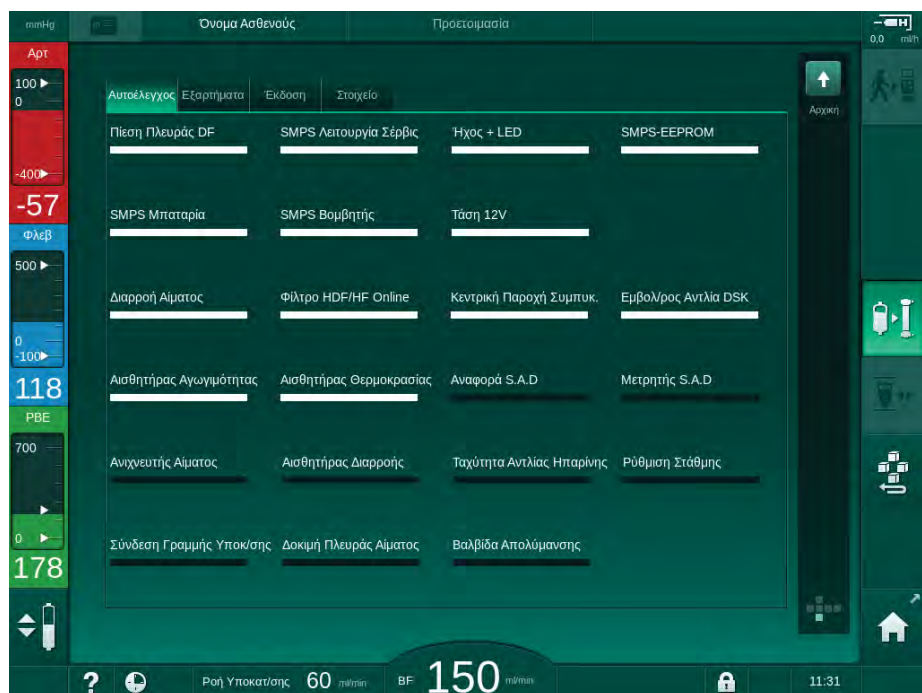 mmHg
Όνομα Ασθενούς
Προετοιμασία
0,0 ml/h
Αρτ
100
0
-400
-57
Φλεβ
500
0
-100
118
PBE
700
0
178
Αυτοέλεγχος Εξαρτήματα Έκδοση Στοιχείο
Αρχική
Πίεση Πλευράς DF SMPS Λειτουργία Σέρβις Ήχος + LED SMPS-EEPROM
SMPS Μπαταρία SMPS Βομβητής Τάση 12V
Διαρροή Αίματος Φίλτρο HDF/HF Online Κεντρική Παροχή Συμπυκ. Εμβολ/ρος Αντλία DSK
Αισθητήρας Αγωγιμότητας Αισθητήρας Θερμοκρασίας Αναφορά S.A.D Μετρητής S.A.D
Ανιχνευτής Αίματος Αισθητήρας Διαρροής Ταχύτητα Αντλίας Ηπαρίνης Ρύθμιση Στάθμης
Σύνδεση Γραμμής Υποκ/σης Δοκιμή Πλευράς Αίματος Βαλβίδα Απολύμανσης
? Ροή Υποκατ/σης 60 ml/min BF 150 ml/min 11:31